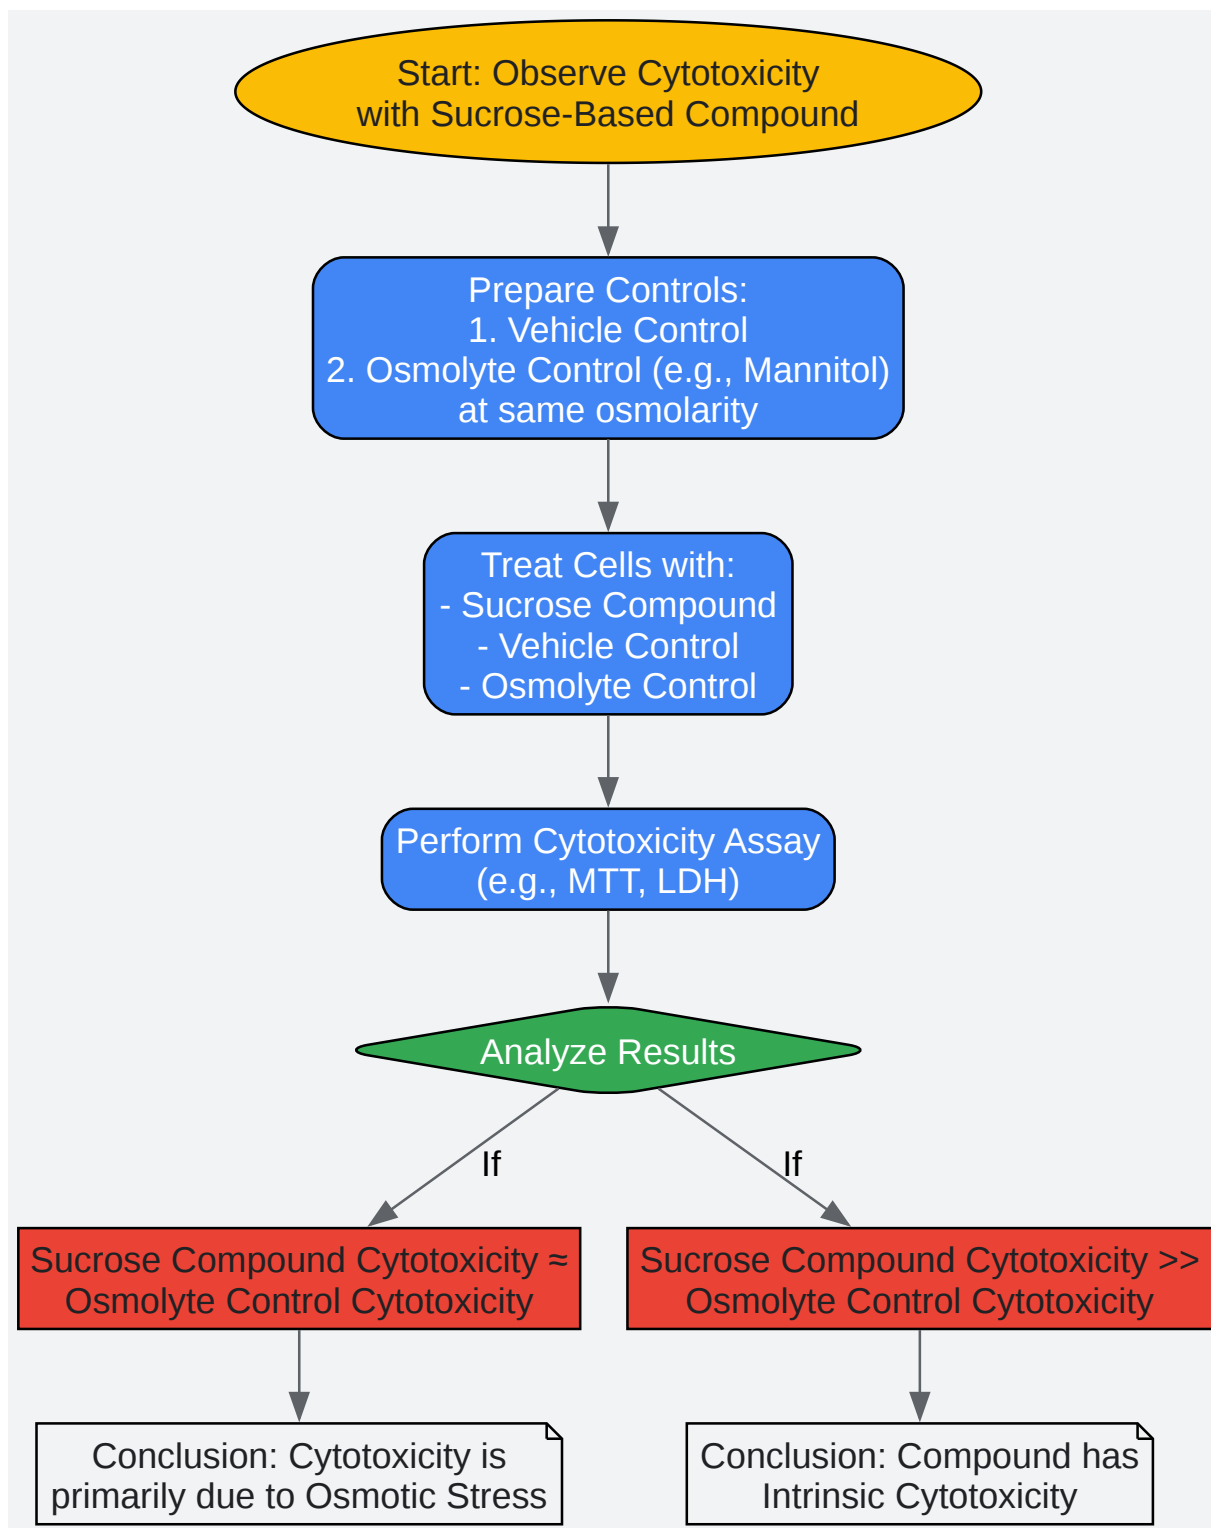 Start: Observe Cytotoxicity
with Sucrose-Based Compound
Prepare Controls:
1. Vehicle Control
2. Osmolyte Control (e.g., Mannitol)
at same osmolarity
Treat Cells with:
- Sucrose Compound
- Vehicle Control
- Osmolyte Control
Perform Cytotoxicity Assay
(e.g., MTT, LDH)
Analyze Results
If
If
Sucrose Compound Cytotoxicity ≈
Osmolyte Control Cytotoxicity
Sucrose Compound Cytotoxicity >>
Osmolyte Control Cytotoxicity
Conclusion: Cytotoxicity is
primarily due to Osmotic Stress
Conclusion: Compound has
Intrinsic Cytotoxicity